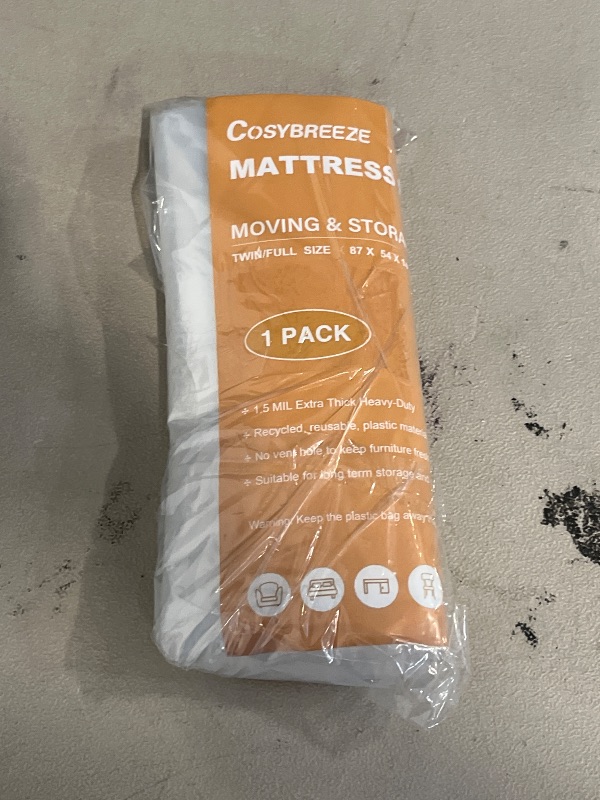 COSYBREEZE
MATTRESS
MOVING & STORA
TWIN/FULL SIZE 87 X 54 X
1 PACK
÷ 1.5 MIL Extra Thick Heavy-Duty
÷ Recycled, reusable, plastic materia
÷ No vent hole to keep furniture fres
÷ Suitable for long term storage and
Warning: Keep the plastic bag away